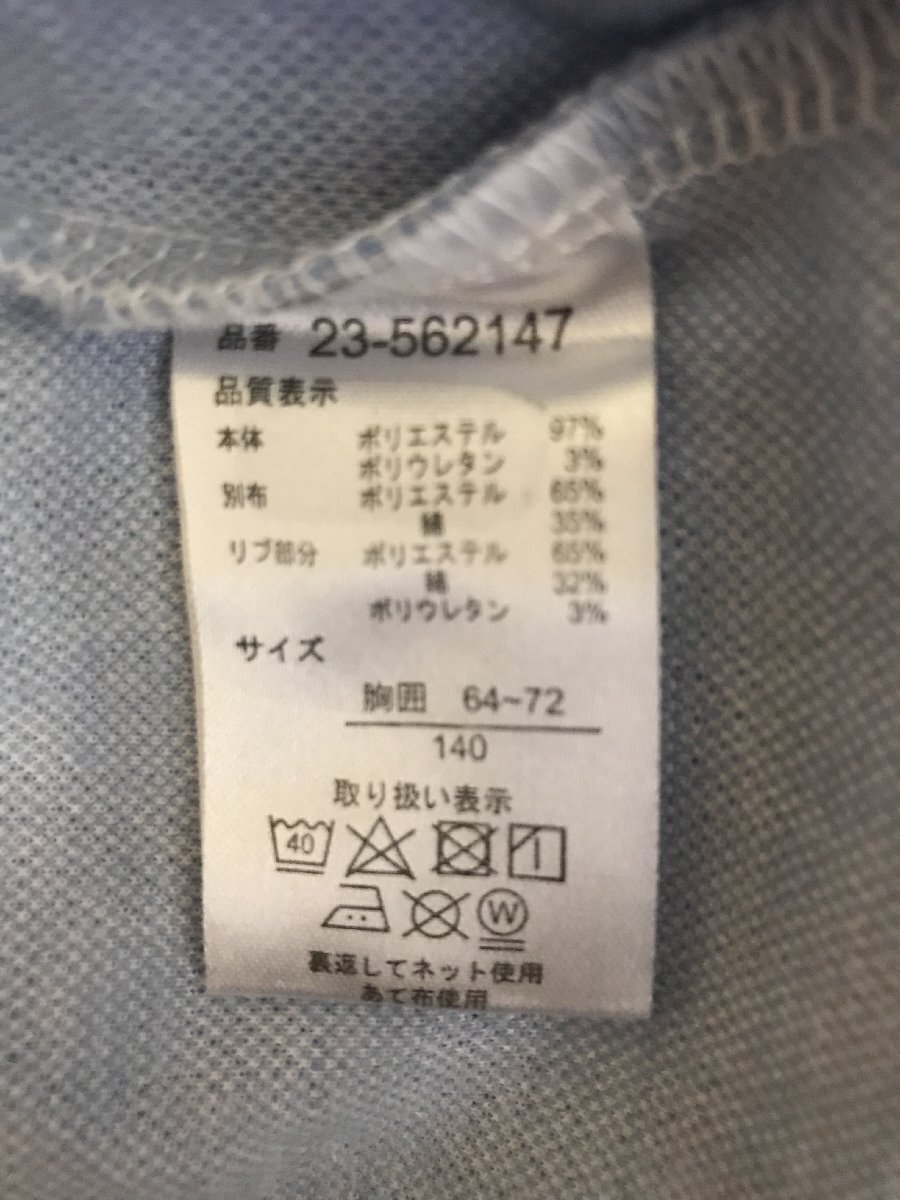 品番 23-562147
品質表示
本体 ポリエステル 97%
ポリウレタン 3%
別布 ポリエステル 65%
綿 35%
リブ部分 ポリエステル 65%
綿 32%
ポリウレタン 3%
サイズ
胸囲 64~72
140
取り扱い表示
40
W
裏返してネット使用
あて布使用